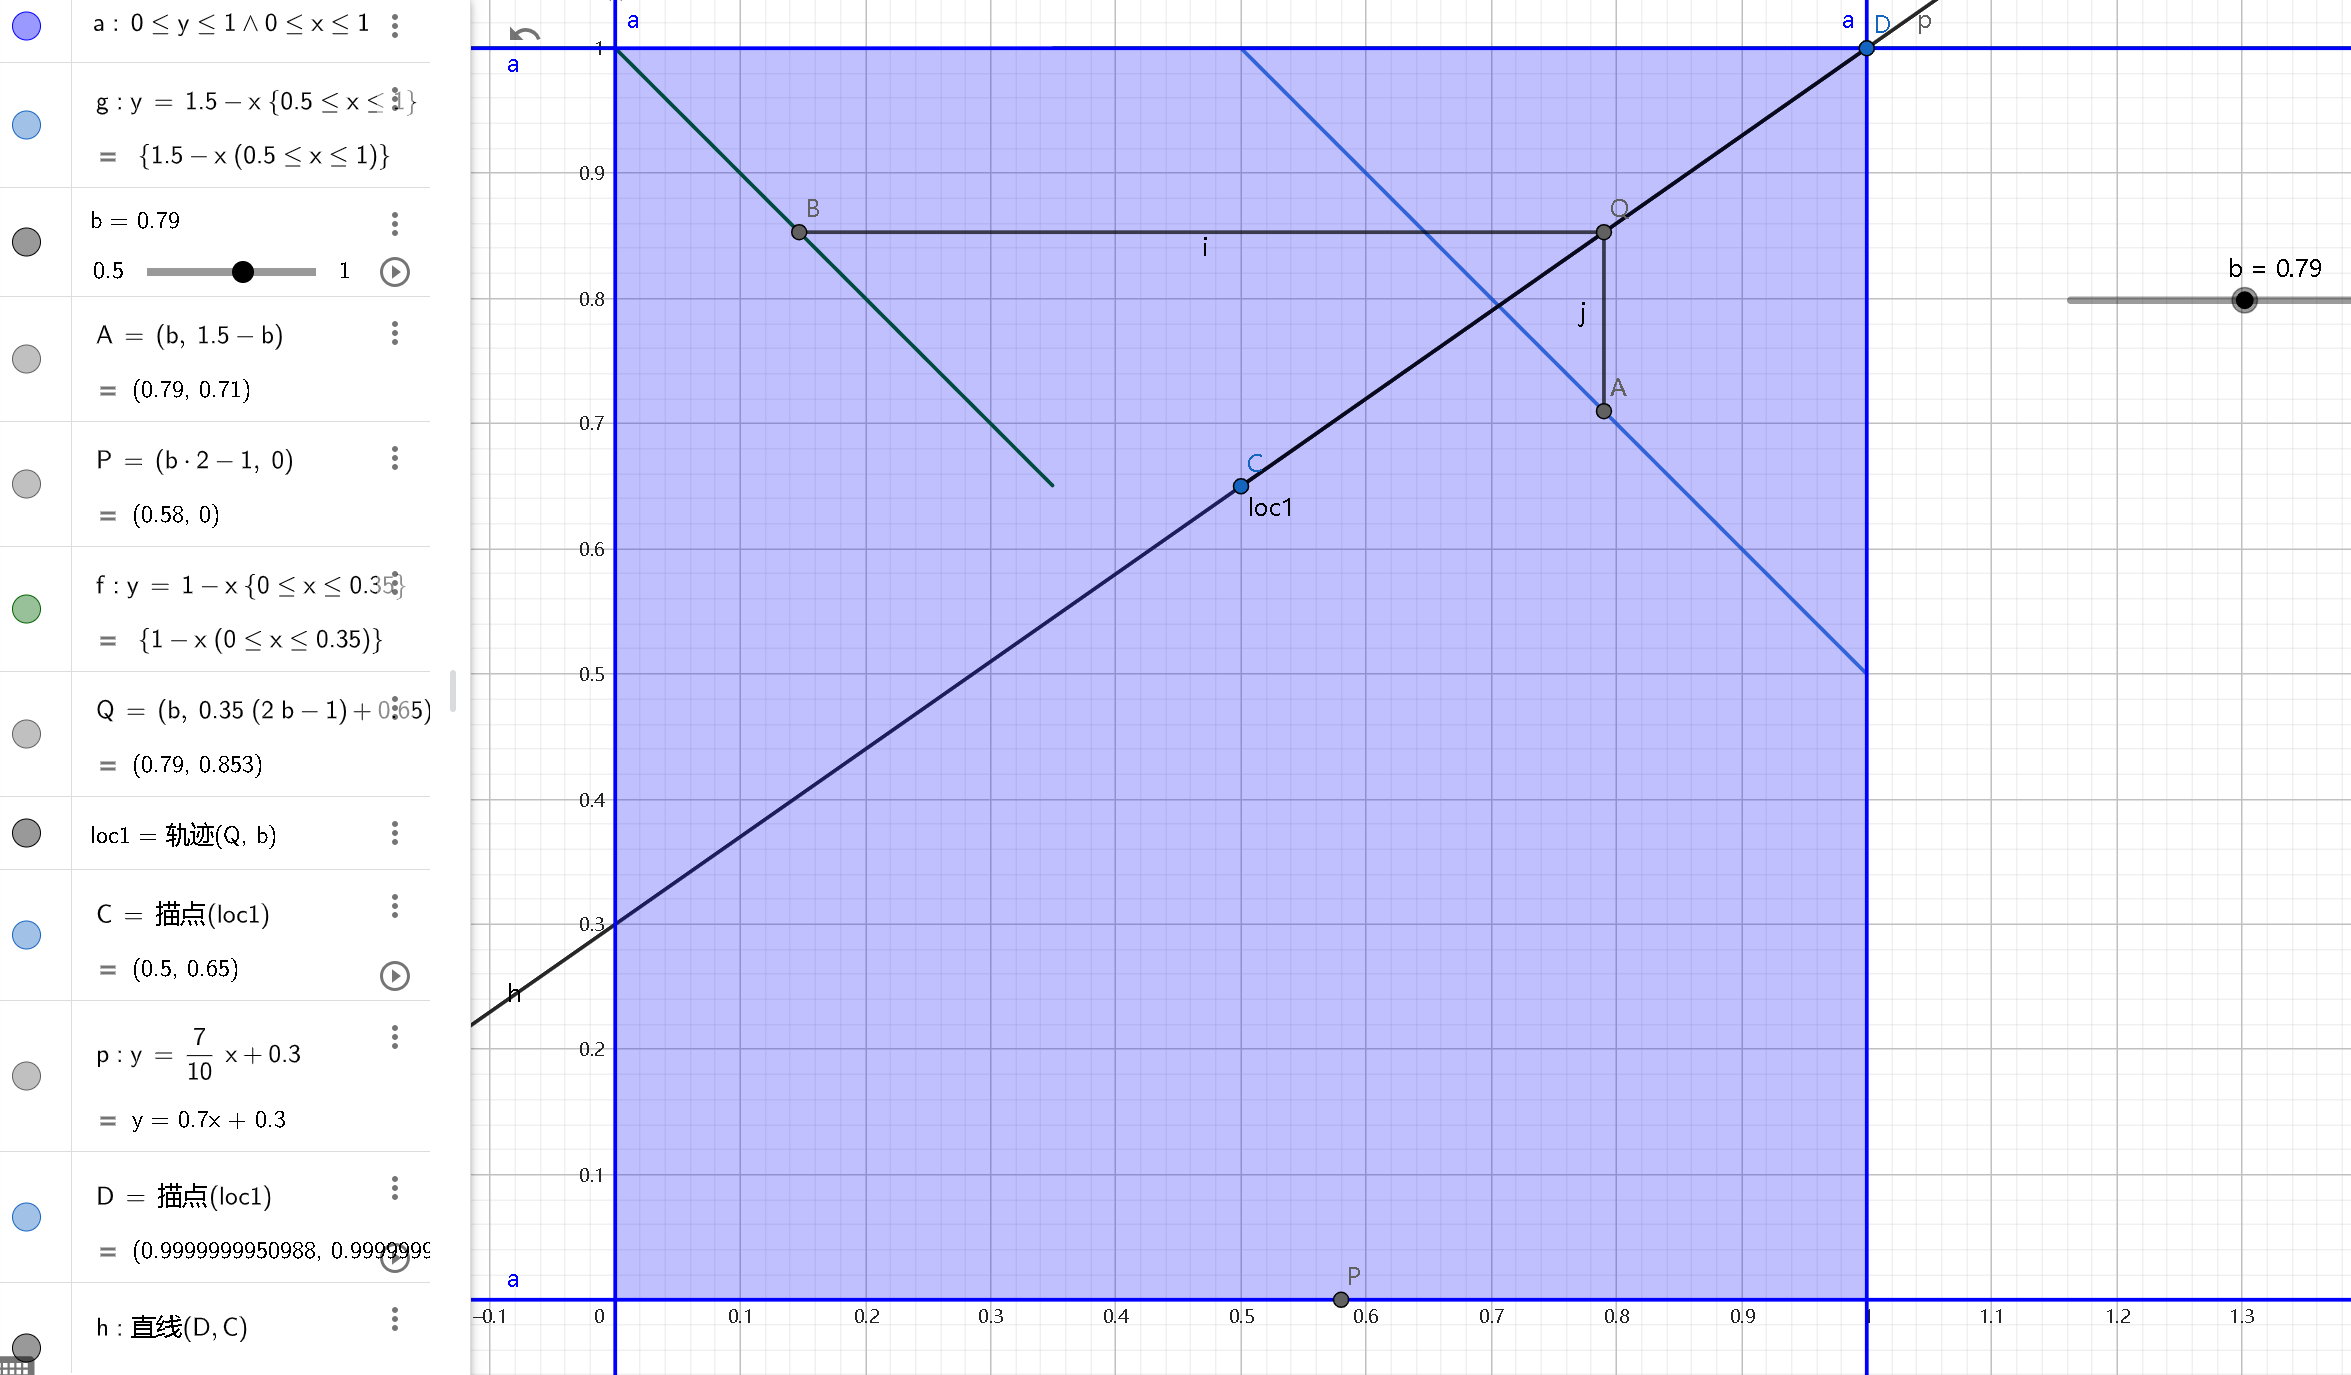 a : 0 ≤ y ≤ 1 ∧ 0 ≤ x ≤ 1
g : y = 1.5 − x {0.5 ≤ x ≤ 1}
= {1.5 − x (0.5 ≤ x ≤ 1)}
b = 0.79
0.5 1
A = (b, 1.5 − b)
= (0.79, 0.71)
P = (b · 2 − 1, 0)
= (0.58, 0)
f : y = 1 − x {0 ≤ x ≤ 0.35}
= {1 − x (0 ≤ x ≤ 0.35)}
Q = (b, 0.35 (2 b − 1) + 0.65)
= (0.79, 0.853)
loc1 = 轨迹(Q, b)
C = 描点(loc1)
= (0.5, 0.65)
p : y = 7/10 x + 0.3
= y = 0.7x + 0.3
D = 描点(loc1)
= (0.9999999950988, 0.9999999
h : 直线(D, C)
a
a
D
p
1
a
0.9
B
Q
i
b = 0.79
0.8
j
A
0.7
C
loc1
0.6
0.5
0.4
0.3
h
0.2
0.1
a
P
−0.1 0 0.1 0.2 0.3 0.4 0.5 0.6 0.7 0.8 0.9 1 1.1 1.2 1.3